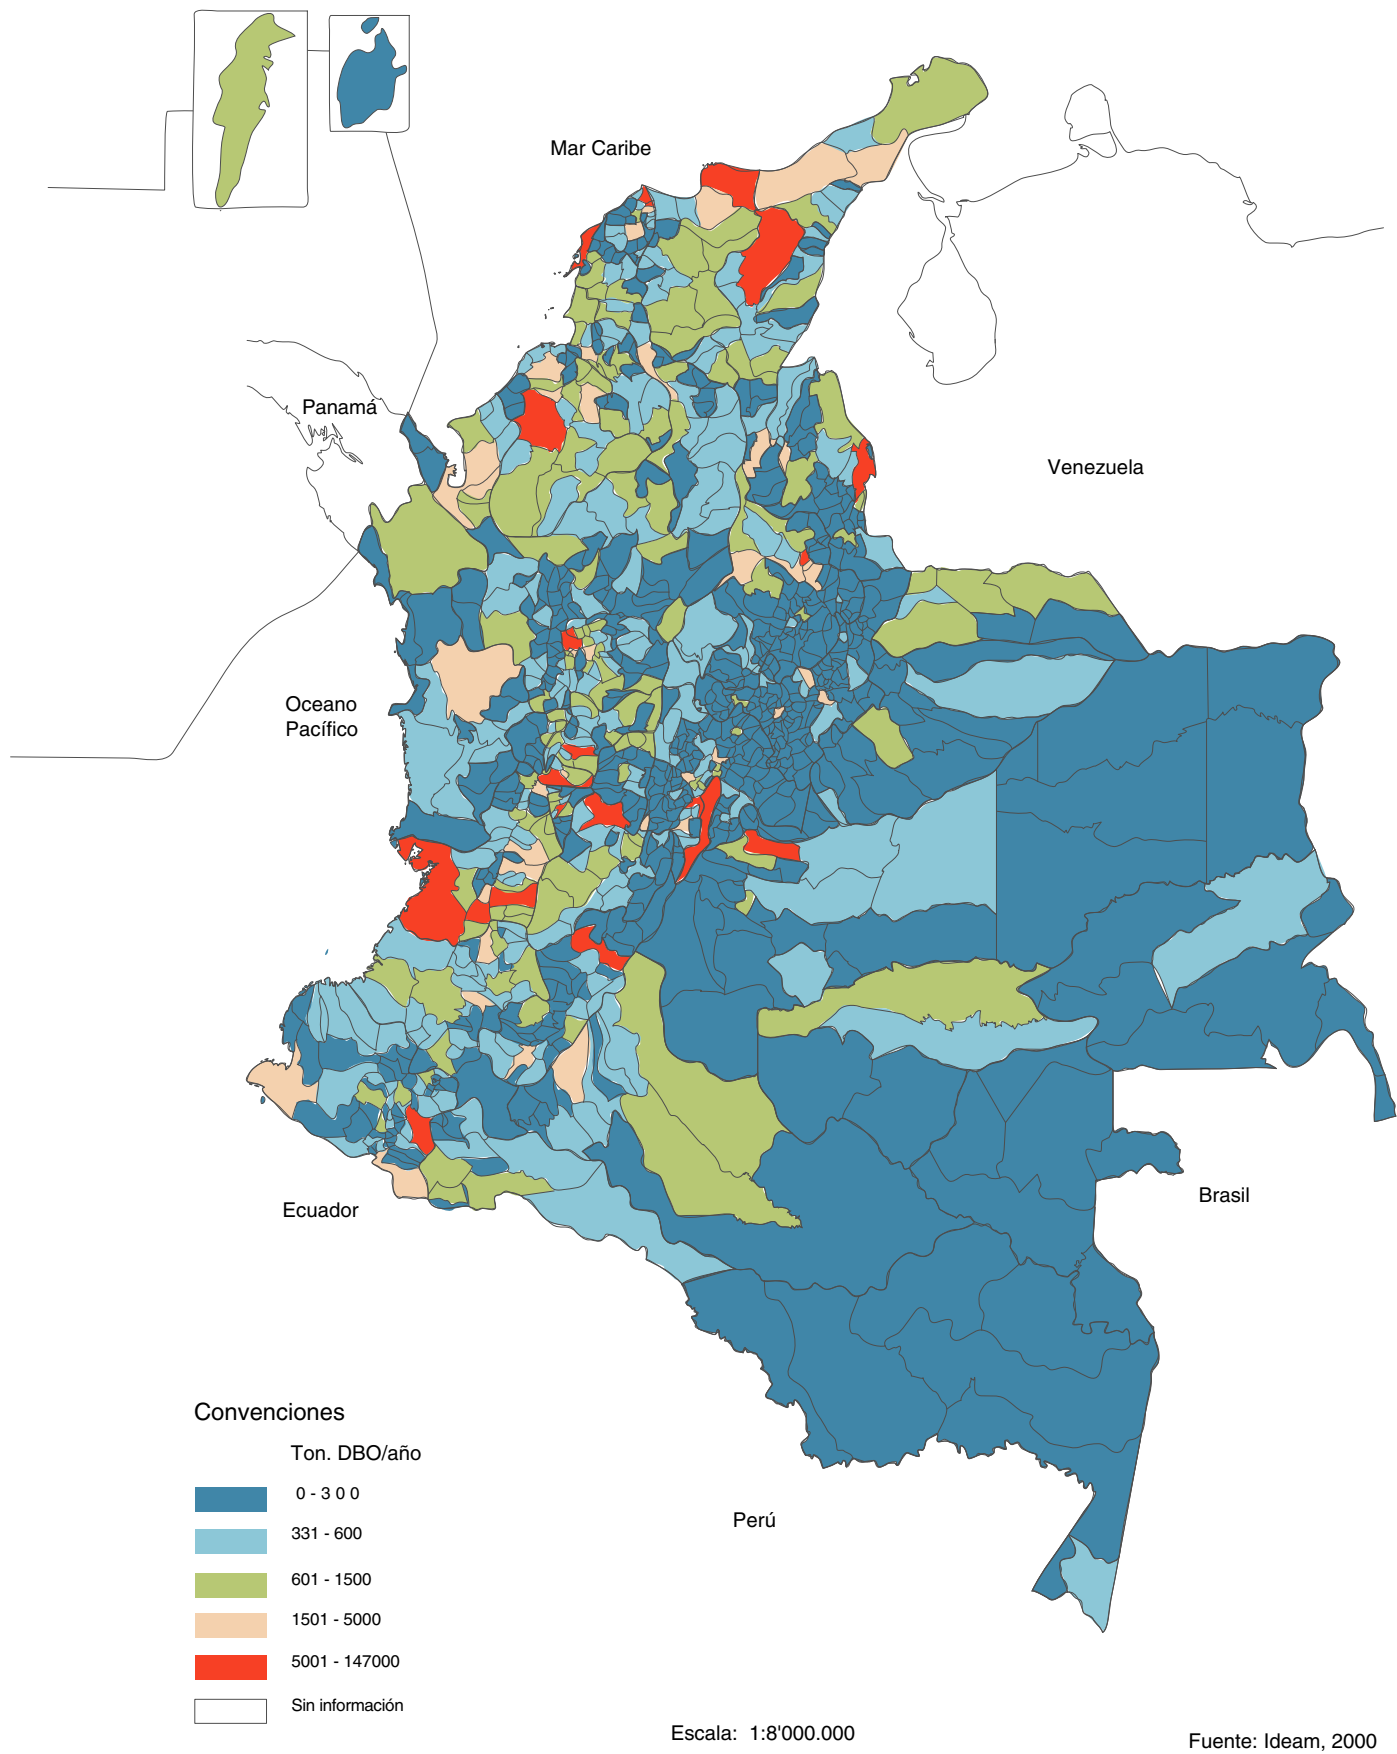 Mar Caribe
Panamá
Venezuela
Oceano
Pacífico
Ecuador
Brasil
Perú
Convenciones
Ton. DBO/año
0 - 3 0 0
331 - 600
601 - 1500
1501 - 5000
5001 - 147000
Sin información
Escala: 1:8'000.000
Fuente: Ideam, 2000